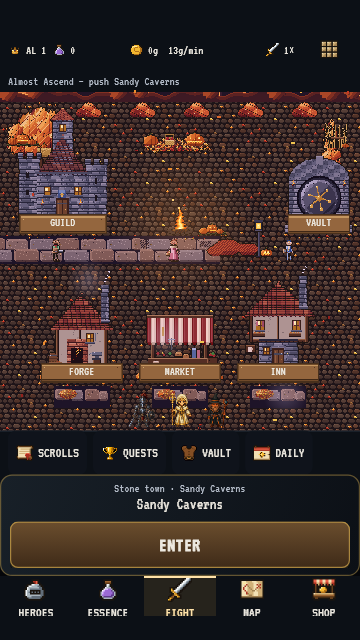 AL 1 0 0g 13g/min 1X
Almost Ascend - push Sandy Caverns
GUILD
VAULT
FORGE
MARKET
INN
SCROLLS QUESTS VAULT DAILY
Stone town · Sandy Caverns
Sandy Caverns
ENTER
HEROES ESSENCE FIGHT MAP SHOP